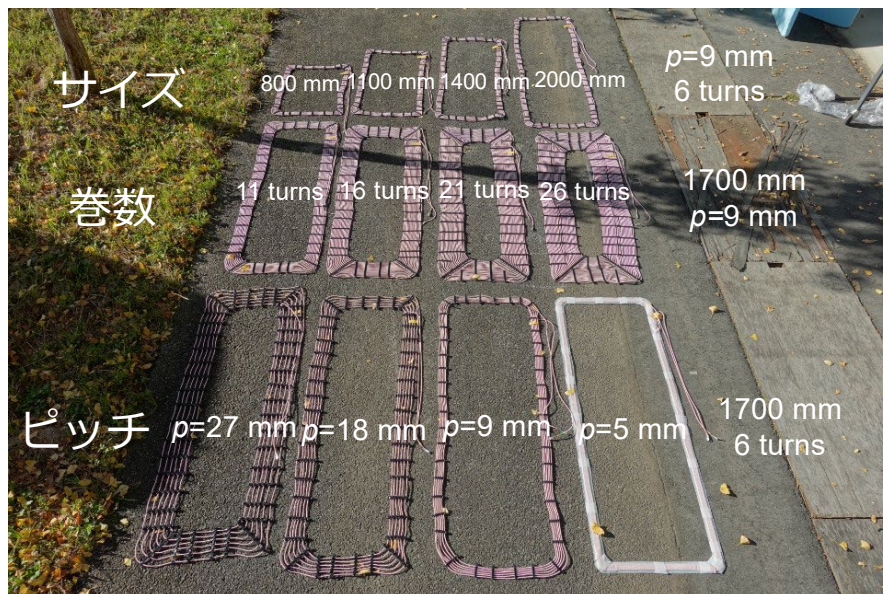 サイズ 800 mm 1100 mm 1400 mm 2000 mm p=9 mm
6 turns
巻数 11 turns 16 turns 21 turns 26 turns 1700 mm
p=9 mm
ピッチ p=27 mm p=18 mm p=9 mm p=5 mm 1700 mm
6 turns